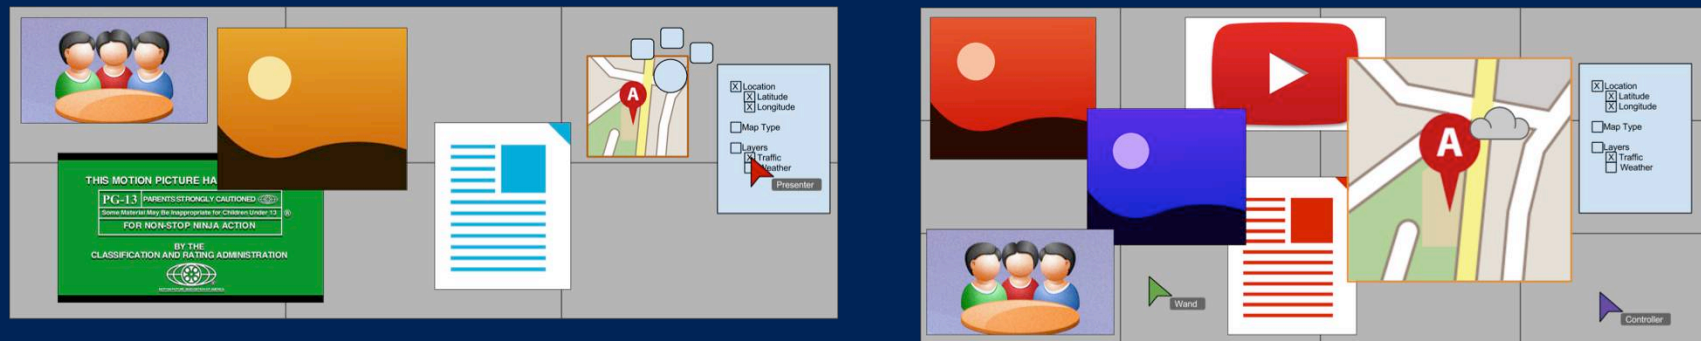 THIS MOTION PICTURE HA
PG-13 PARENTS STRONGLY CAUTIONED
Some Material May Be Inappropriate for Children Under 13
®
FOR NON-STOP NINJA ACTION
BY THE
CLASSIFICATION AND RATING ADMINISTRATION
A
X Location
X Latitude
X Longitude
Map Type
Layers
X Traffic
eather
Presenter
A
X Location
X Latitude
X Longitude
Map Type
Layers
X Traffic
Weather
Wand
Controller